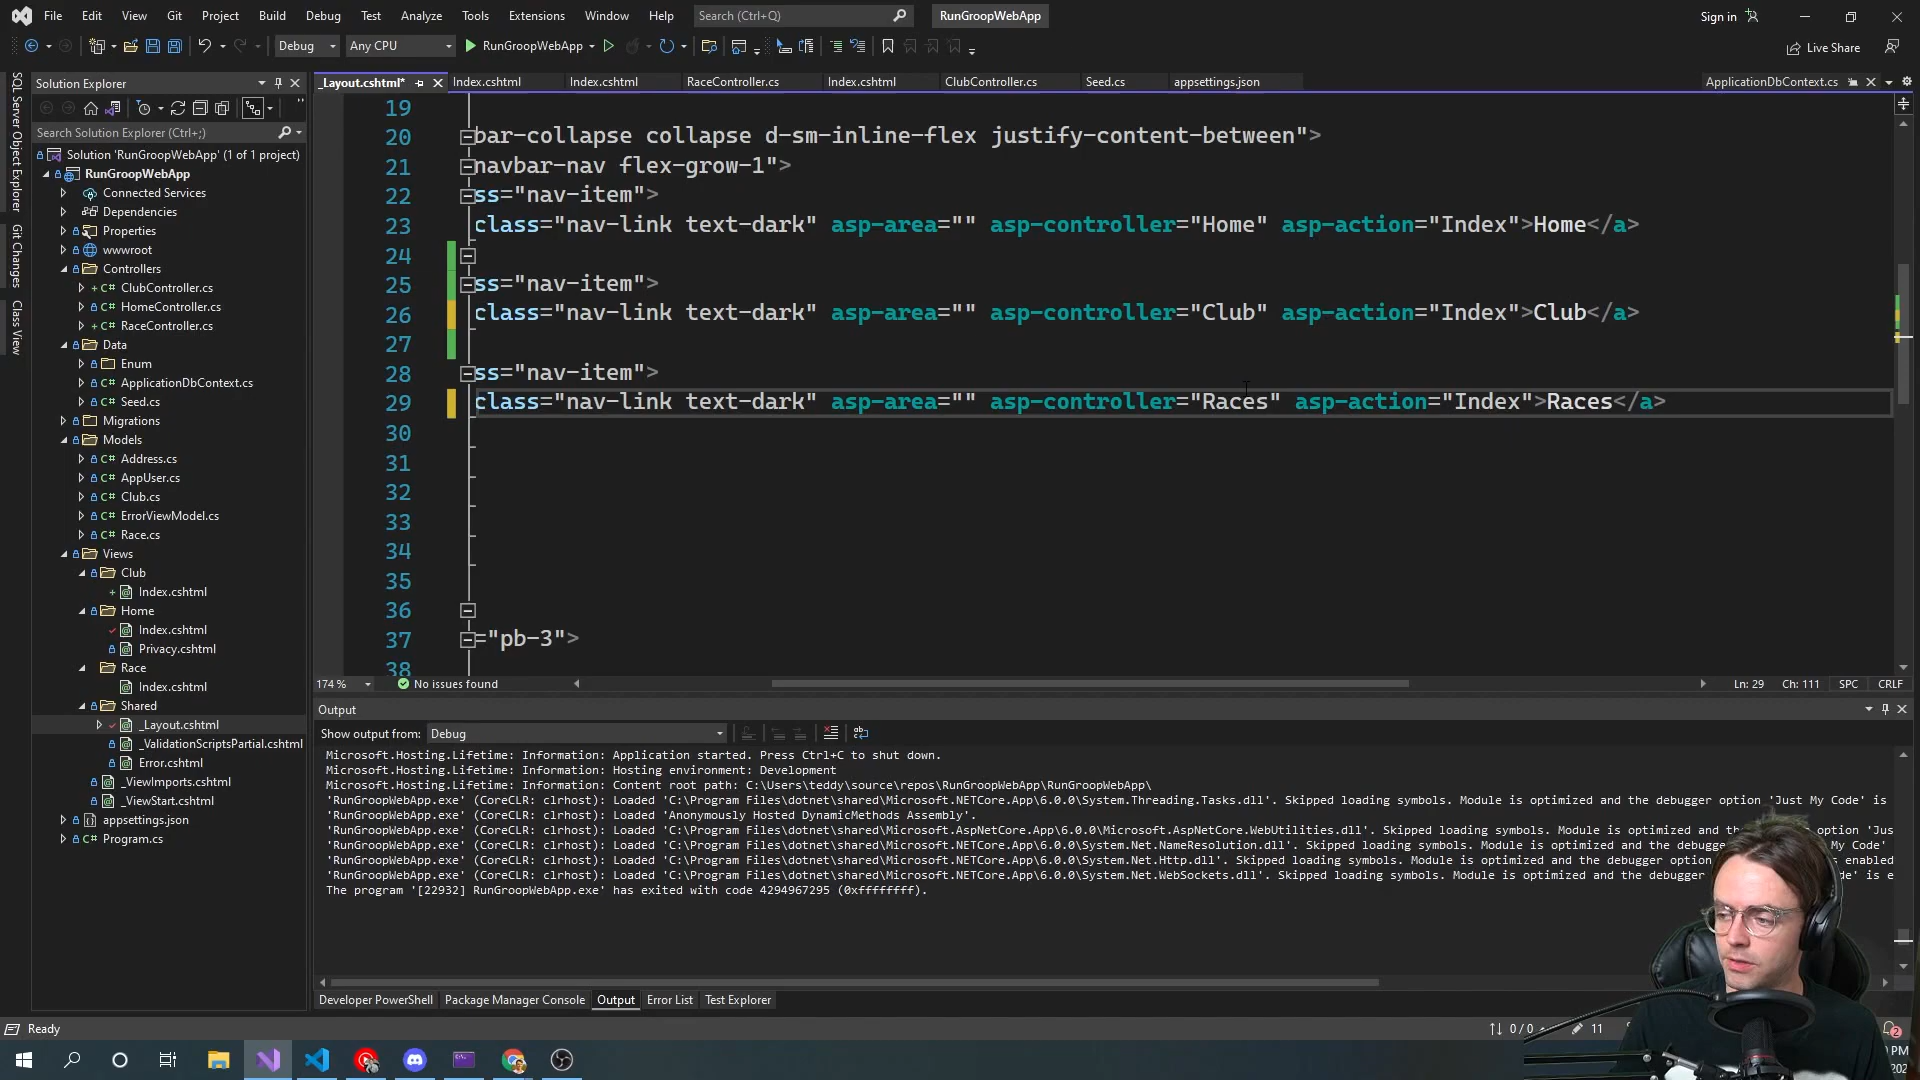 File Edit View Git Project Build Debug Test Analyze Tools Extensions Window Help Search (Ctrl+Q) RunGroopWebApp Sign in
Debug Any CPU RunGroopWebApp Live Share
SQL Server Object Explorer
Git Changes
Class View
Solution Explorer
Search Solution Explorer (Ctrl+;)
Solution 'RunGroopWebApp' (1 of 1 project)
RunGroopWebApp
Connected Services
Dependencies
Properties
wwwroot
Controllers
+ C# ClubController.cs
C# HomeController.cs
+ C# RaceController.cs
Data
Enum
C# ApplicationDbContext.cs
C# Seed.cs
Migrations
Models
C# Address.cs
C# AppUser.cs
C# Club.cs
C# ErrorViewModel.cs
C# Race.cs
Views
Club
+ Index.cshtml
Home
Index.cshtml
Privacy.cshtml
Race
Index.cshtml
Shared
_Layout.cshtml
_ValidationScriptsPartial.cshtml
Error.cshtml
_ViewImports.cshtml
_ViewStart.cshtml
appsettings.json
C# Program.cs
_Layout.cshtml* Index.cshtml Index.cshtml RaceController.cs Index.cshtml ClubController.cs Seed.cs appsettings.json ApplicationDbContext.cs
19
20 bar-collapse collapse d-sm-inline-flex justify-content-between">
21 navbar-nav flex-grow-1">
22 ss="nav-item">
23 class="nav-link text-dark" asp-area="" asp-controller="Home" asp-action="Index">Home</a>
24
25 ss="nav-item">
26 class="nav-link text-dark" asp-area="" asp-controller="Club" asp-action="Index">Club</a>
27
28 ss="nav-item">
29 class="nav-link text-dark" asp-area="" asp-controller="Races" asp-action="Index">Races</a>
30
31
32
33
34
35
36
37 ="pb-3">
38
174 % No issues found Ln: 29 Ch: 111 SPC CRLF
Output
Show output from: Debug
Microsoft.Hosting.Lifetime: Information: Application started. Press Ctrl+C to shut down.
Microsoft.Hosting.Lifetime: Information: Hosting environment: Development
Microsoft.Hosting.Lifetime: Information: Content root path: C:\Users\teddy\source\repos\RunGroopWebApp\RunGroopWebApp\
'RunGroopWebApp.exe' (CoreCLR: clrhost): Loaded 'C:\Program Files\dotnet\shared\Microsoft.NETCore.App\6.0.0\System.Threading.Tasks.dll'. Skipped loading symbols. Module is optimized and the debugger option 'Just My Code' is
'RunGroopWebApp.exe' (CoreCLR: clrhost): Loaded 'Anonymously Hosted DynamicMethods Assembly'.
'RunGroopWebApp.exe' (CoreCLR: clrhost): Loaded 'C:\Program Files\dotnet\shared\Microsoft.AspNetCore.App\6.0.0\Microsoft.AspNetCore.WebUtilities.dll'. Skipped loading symbols. Module is optimized and th option 'Jus
'RunGroopWebApp.exe' (CoreCLR: clrhost): Loaded 'C:\Program Files\dotnet\shared\Microsoft.NETCore.App\6.0.0\System.Net.NameResolution.dll'. Skipped loading symbols. Module is optimized and the debugger My Code'
'RunGroopWebApp.exe' (CoreCLR: clrhost): Loaded 'C:\Program Files\dotnet\shared\Microsoft.NETCore.App\6.0.0\System.Net.Http.dll'. Skipped loading symbols. Module is optimized and the debugger option enabled
'RunGroopWebApp.exe' (CoreCLR: clrhost): Loaded 'C:\Program Files\dotnet\shared\Microsoft.NETCore.App\6.0.0\System.Net.WebSockets.dll'. Skipped loading symbols. Module is optimized and the debugger opti is e
The program '[22932] RunGroopWebApp.exe' has exited with code 4294967295 (0xffffffff).
Developer PowerShell Package Manager Console Output Error List Test Explorer
Ready 0 / 0 11
2
PM